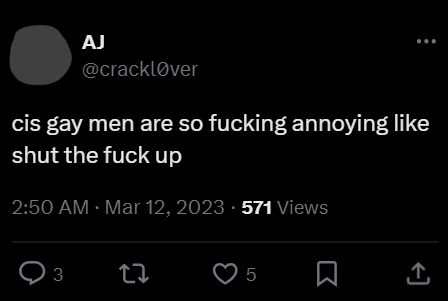 AJ
@crackl0ver
cis gay men are so fucking annoying like
shut the fuck up
2:50 AM · Mar 12, 2023 · 571 Views
3
5